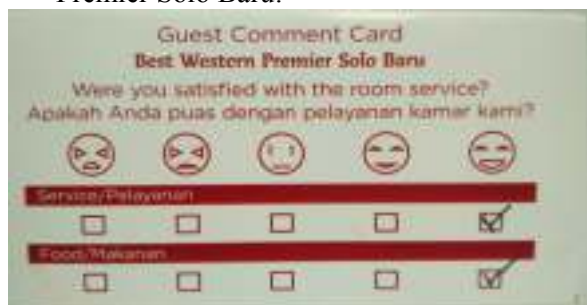 Premier Solo Baru.
Guest Comment Card
Best Western Premier Solo Baru
Were you satisfied with the room service?
Apakah Anda puas dengan pelayanan kamar kami?
Service/Pelayanan
Food/Makanan